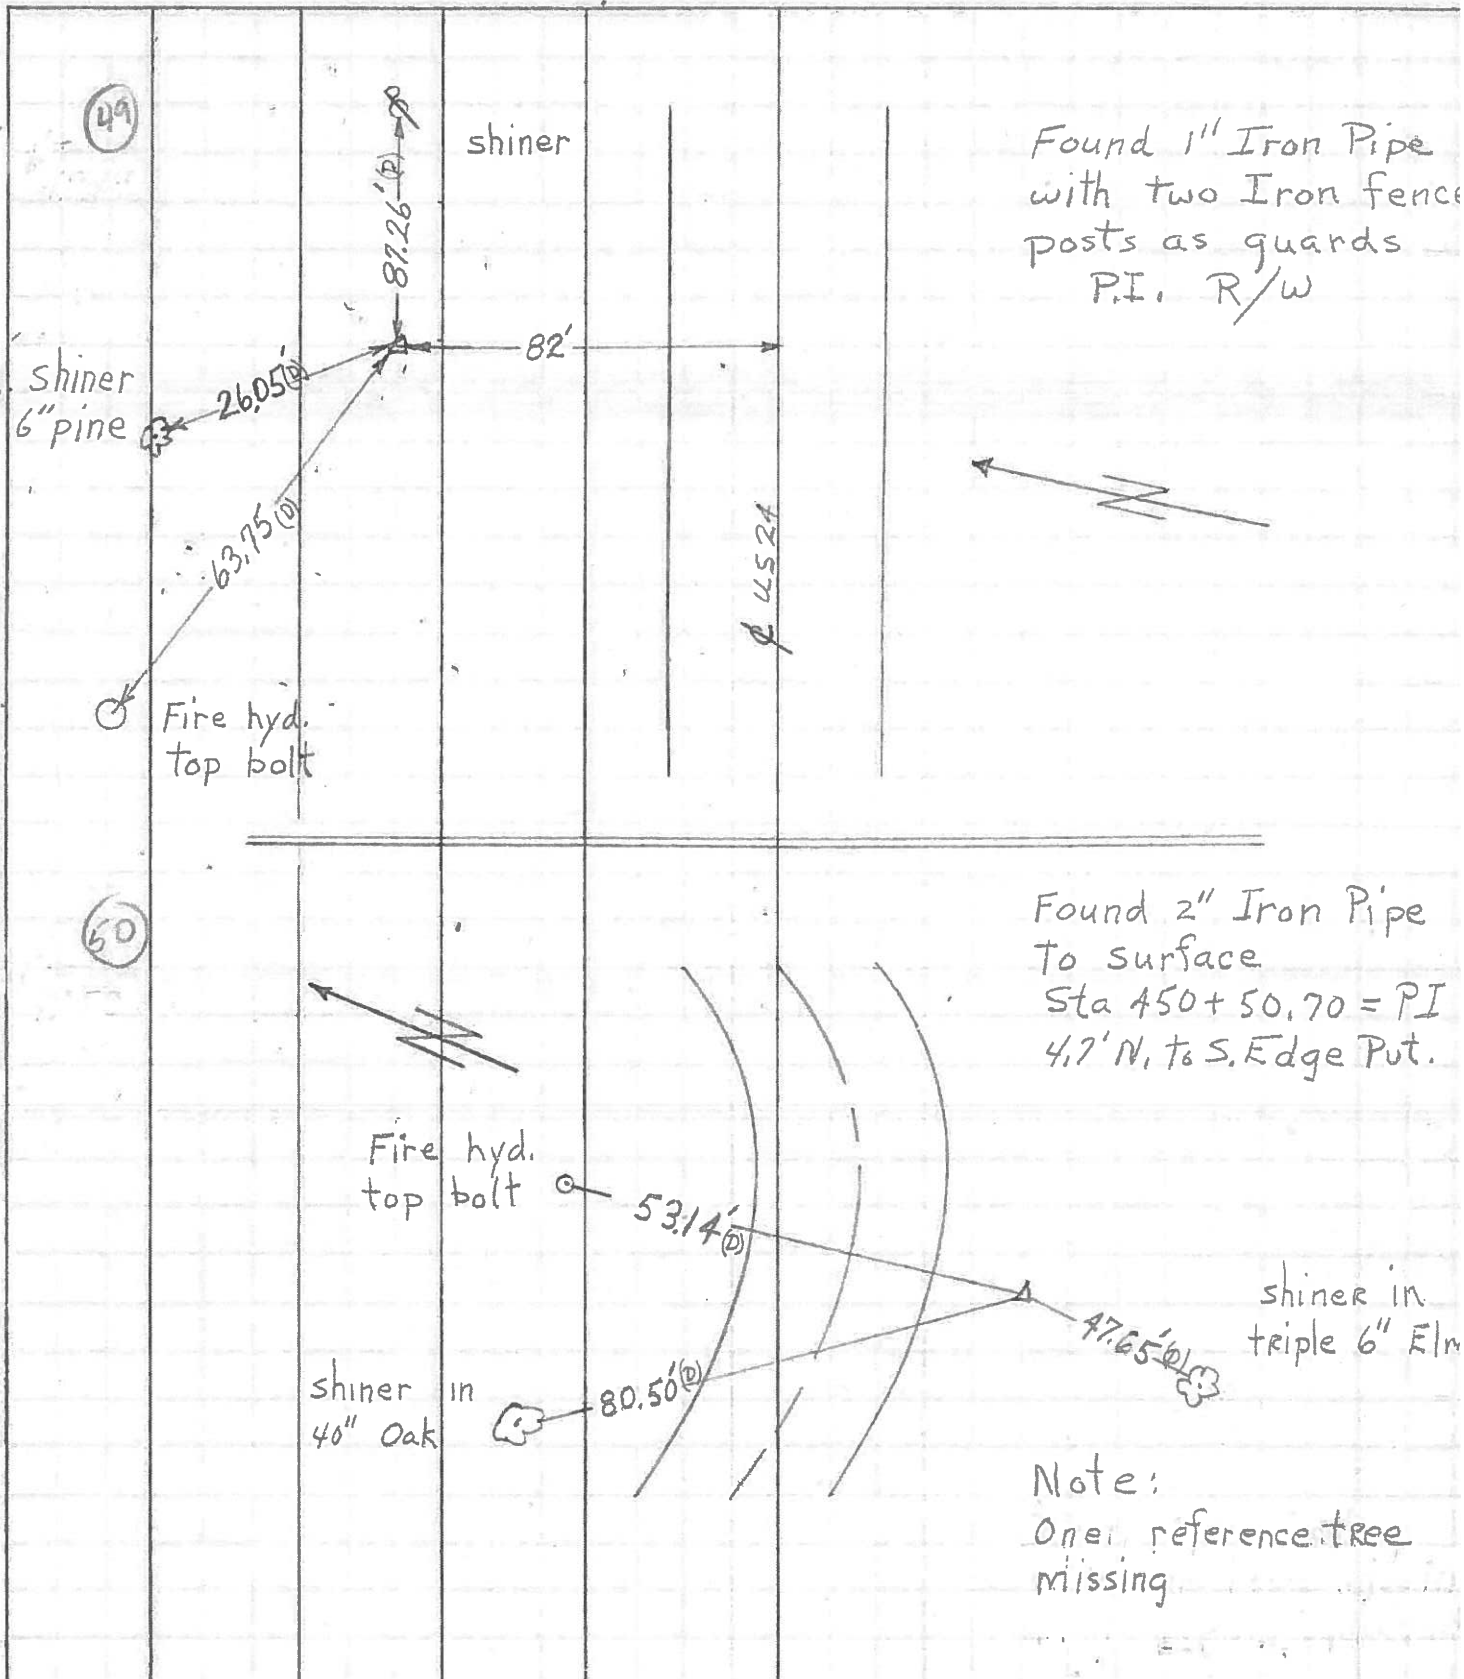 49
shiner
87.26' (D)
Found 1" Iron Pipe
with two Iron fence
posts as guards
P.I. R/W
82'
Shiner
6" pine
26.05' (D)
63.75 (D)
℄ US 24
Fire hyd.
top bolt
50
Found 2" Iron Pipe
to surface
Sta 450+50.70 = PI
4.7' N. to S. Edge Pvt.
Fire hyd.
top bolt
53.14' (D)
shiner in
triple 6" Elm
47.65' (D)
shiner in
40" Oak
80.50' (D)
Note:
One reference tree
missing